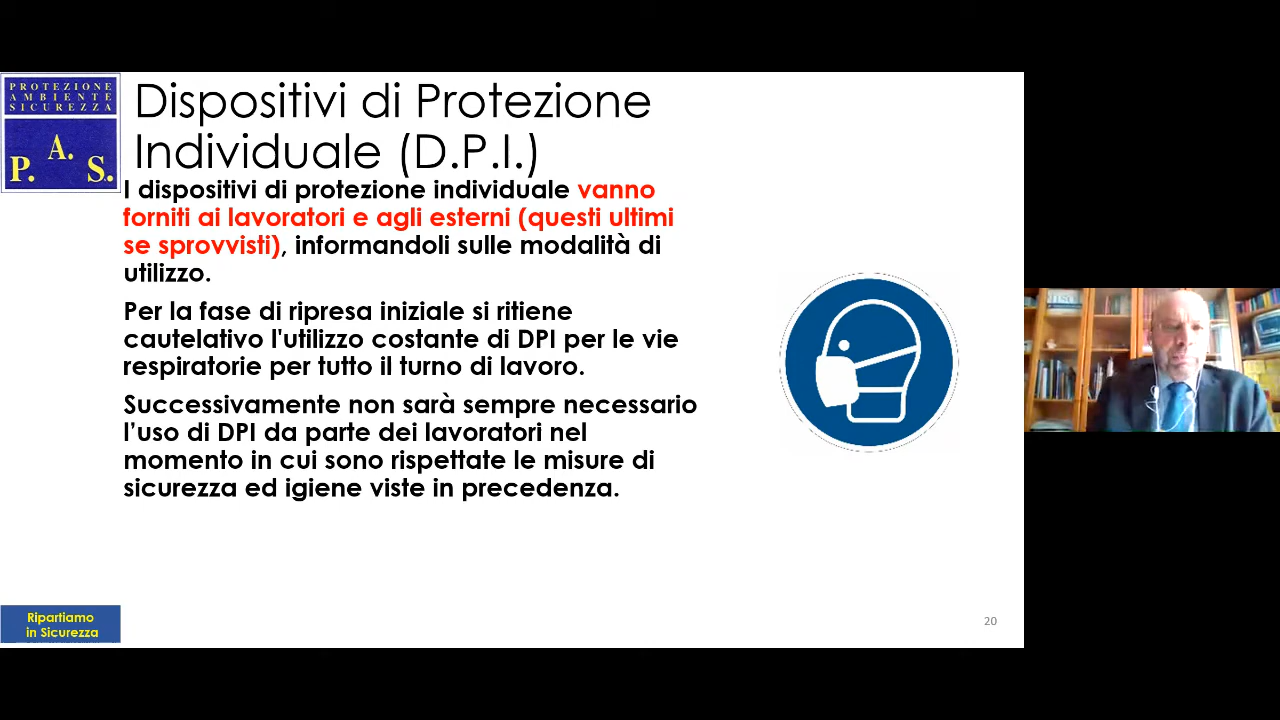 PROTEZIONE
AMBIENTE
SICUREZZA
P. A. S.
Dispositivi di Protezione
Individuale (D.P.I.)
I dispositivi di protezione individuale vanno
forniti ai lavoratori e agli esterni (questi ultimi
se sprovvisti), informandoli sulle modalità di
utilizzo.
Per la fase di ripresa iniziale si ritiene
cautelativo l'utilizzo costante di DPI per le vie
respiratorie per tutto il turno di lavoro.
Successivamente non sarà sempre necessario
l’uso di DPI da parte dei lavoratori nel
momento in cui sono rispettate le misure di
sicurezza ed igiene viste in precedenza.
Ripartiamo
in Sicurezza
20